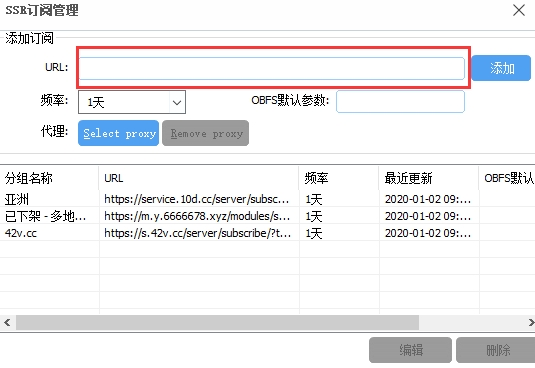 SSR订阅管理
添加订阅
URL: 添加
频率: 1天 OBFS默认参数:
代理: Select proxy Remove proxy
分组名称 URL 频率 最近更新 OBFS默认
亚洲 https://service.10d.cc/server/subsc... 1天 2020-01-02 09:...
已下架 - 多地... https://m.y.6666678.xyz/modules/s... 1天 2020-01-02 09:...
42v.cc https://s.42v.cc/server/subscribe/?t... 1天 2020-01-02 09:...
编辑 删除